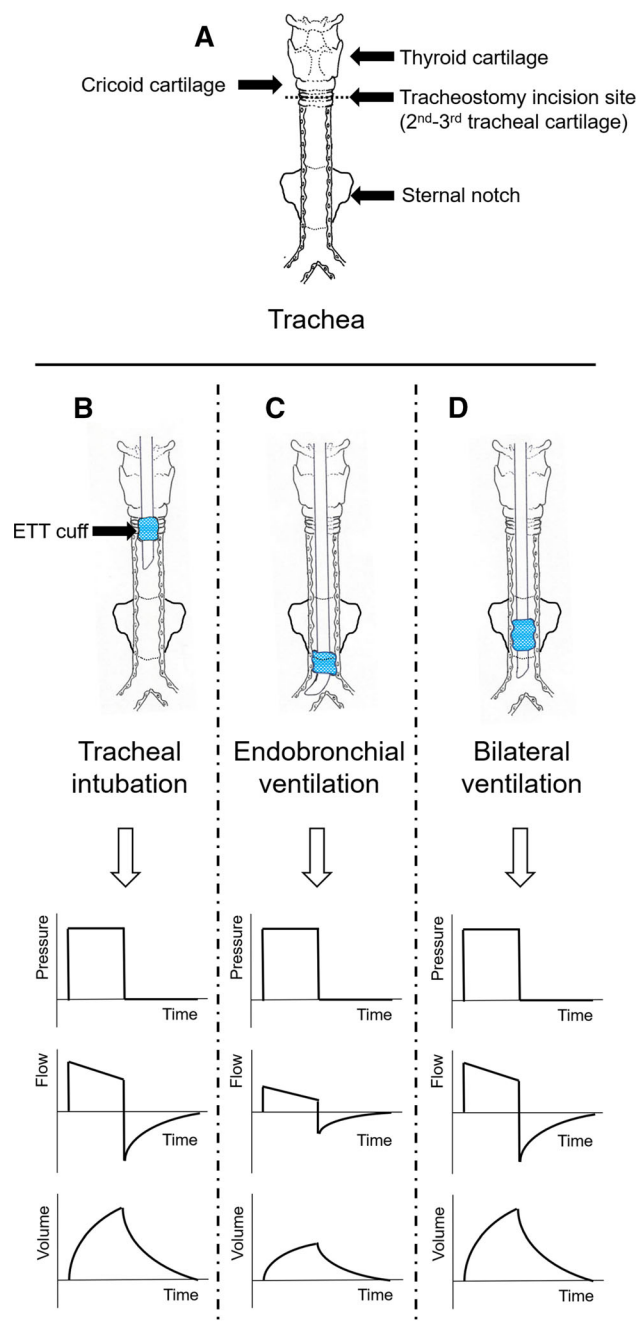 A
Thyroid cartilage
Cricoid cartilage
Tracheostomy incision site
(2nd-3rd tracheal cartilage)
Sternal notch
Trachea
B
C
D
ETT cuff
Tracheal
intubation
Endobronchial
ventilation
Bilateral
ventilation
Pressure
Time
Pressure
Time
Pressure
Time
Flow
Time
Flow
Time
Flow
Time
Volume
Time
Volume
Time
Volume
Time